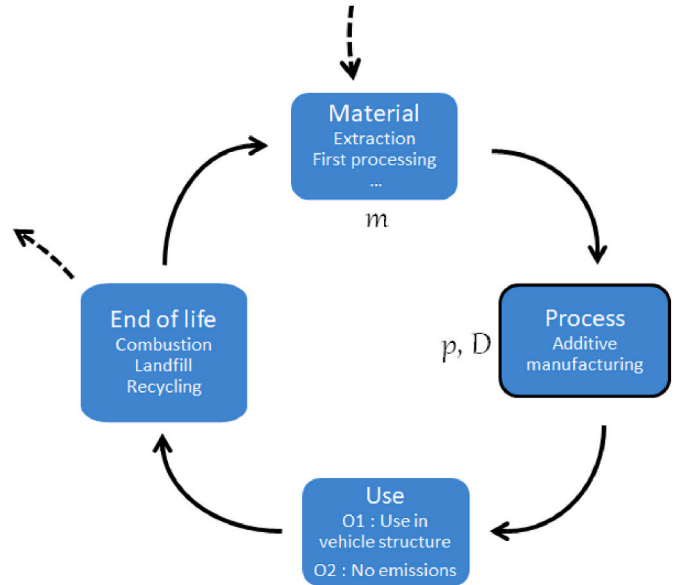 Material
Extraction
First processing
...
m
Process
Additive
manufacturing
p, D
End of life
Combustion
Landfill
Recycling
Use
O1 : Use in
vehicle structure
O2 : No emissions